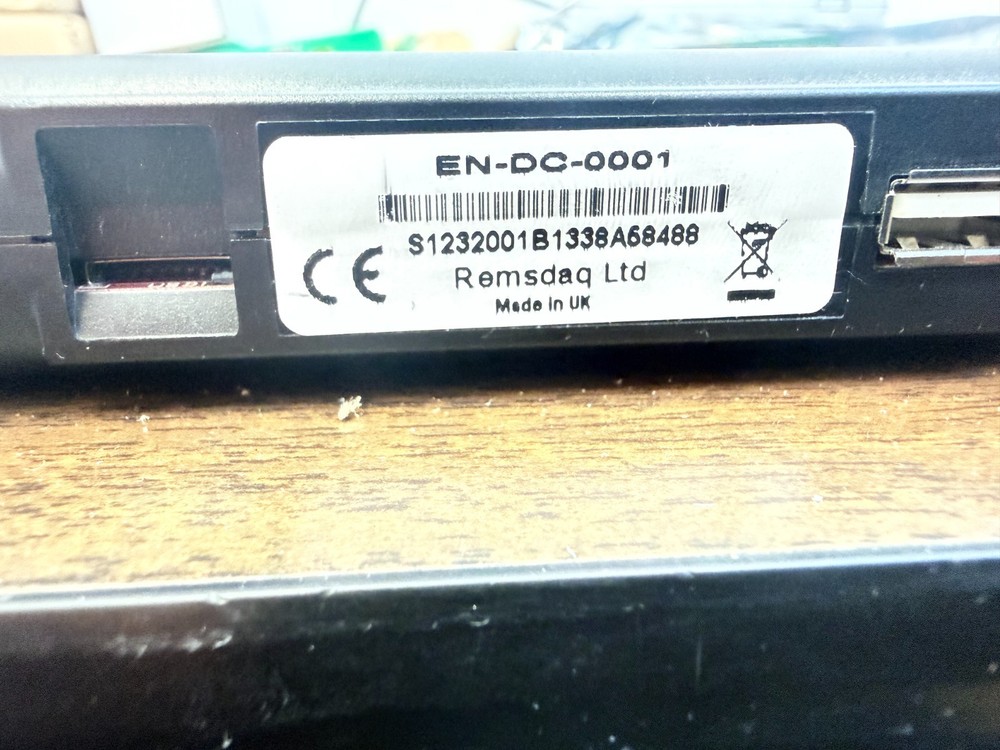 EN-DC-0001
S1232001B1338A68488
CE
Remsdaq Ltd
Made in UK